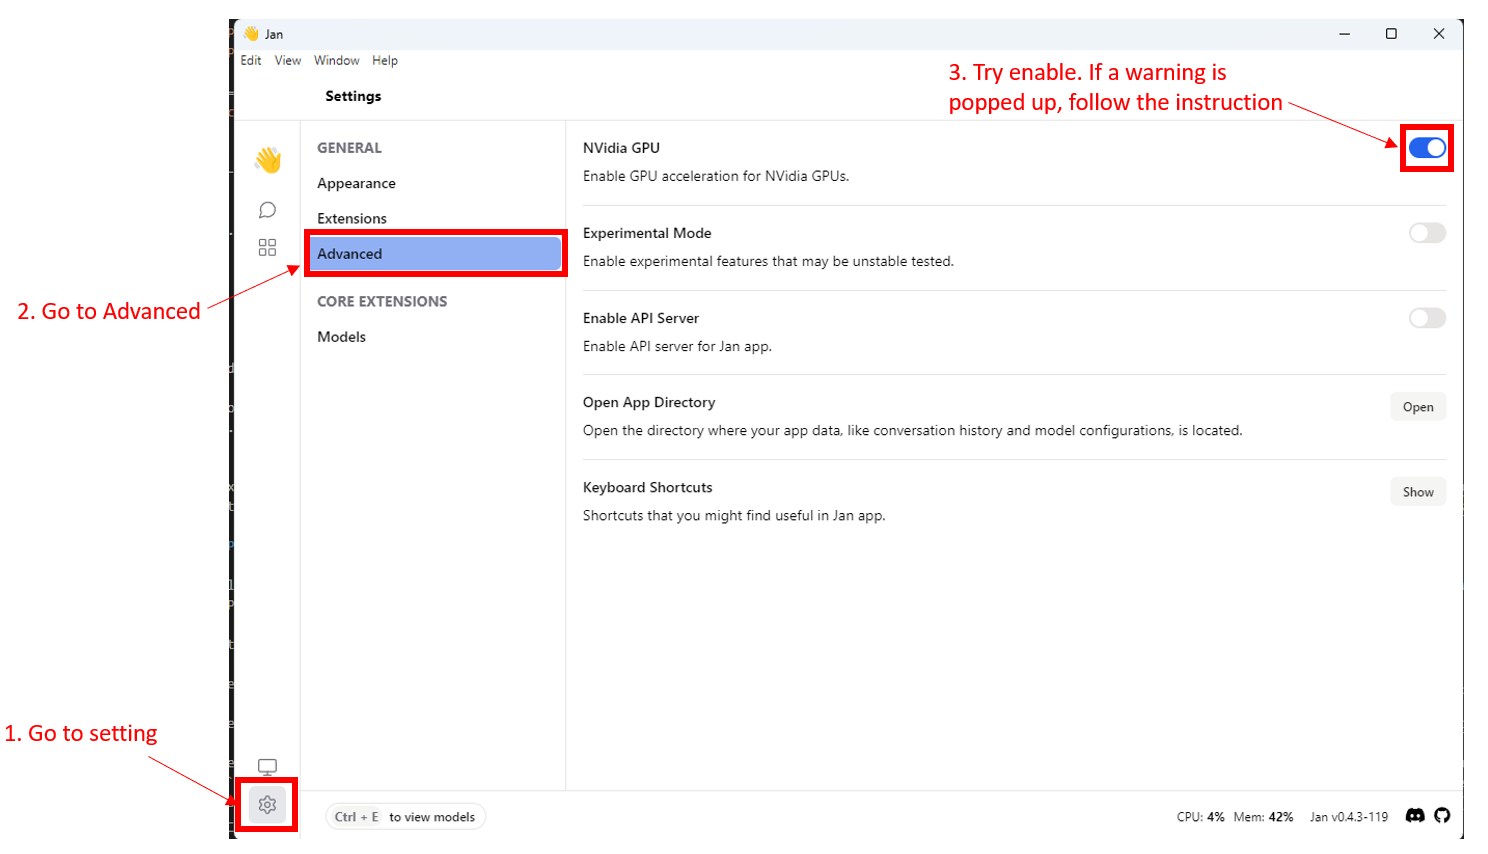 Jan
Edit View Window Help
Settings
3. Try enable. If a warning is
popped up, follow the instruction
GENERAL
Appearance
Extensions
Advanced
CORE EXTENSIONS
Models
NVidia GPU
Enable GPU acceleration for NVidia GPUs.
Experimental Mode
Enable experimental features that may be unstable tested.
Enable API Server
Enable API server for Jan app.
Open App Directory
Open the directory where your app data, like conversation history and model configurations, is located.
Open
Keyboard Shortcuts
Shortcuts that you might find useful in Jan app.
Show
2. Go to Advanced
1. Go to setting
Ctrl + E to view models
CPU: 4% Mem: 42% Jan v0.4.3-119